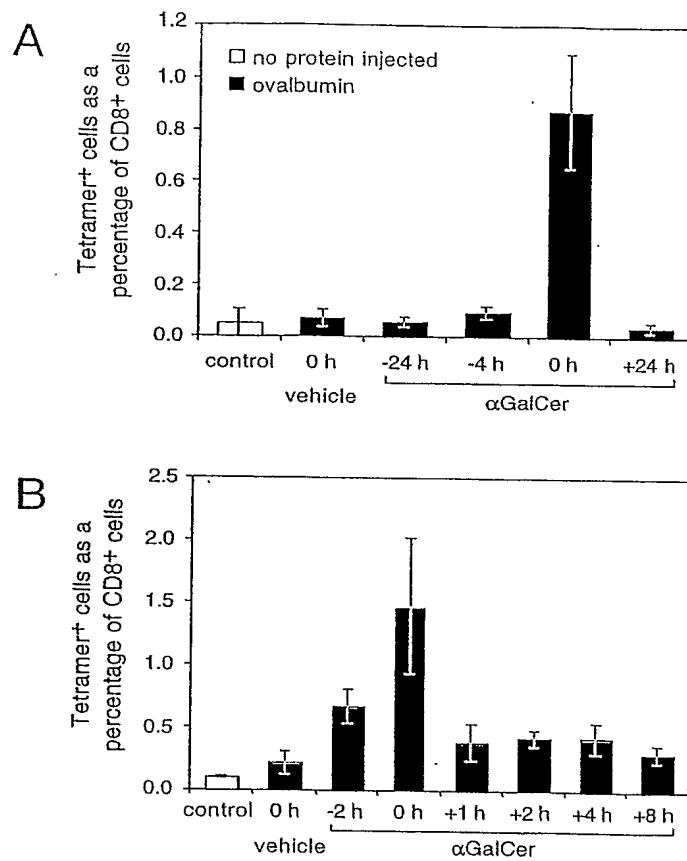 A
Tetramer+ cells as a
percentage of CD8+ cells
1.2
1.0
0.8
0.6
0.4
0.2
0.0
no protein injected
ovalbumin
control 0 h -24 h -4 h 0 h +24 h
vehicle αGalCer
B
Tetramer+ cells as a
percentage of CD8+ cells
2.5
2.0
1.5
1.0
0.5
0.0
control 0 h -2 h 0 h +1 h +2 h +4 h +8 h
vehicle αGalCer